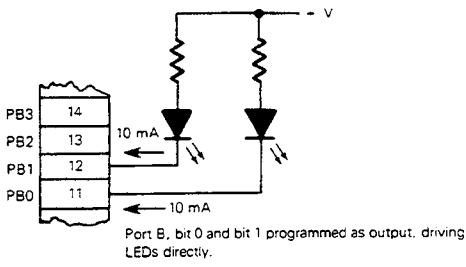 - V
PB3 14
PB2 13
10 mA
PB1 12
PB0 11
10 mA
Port B, bit 0 and bit 1 programmed as output, driving
LEDs directly.